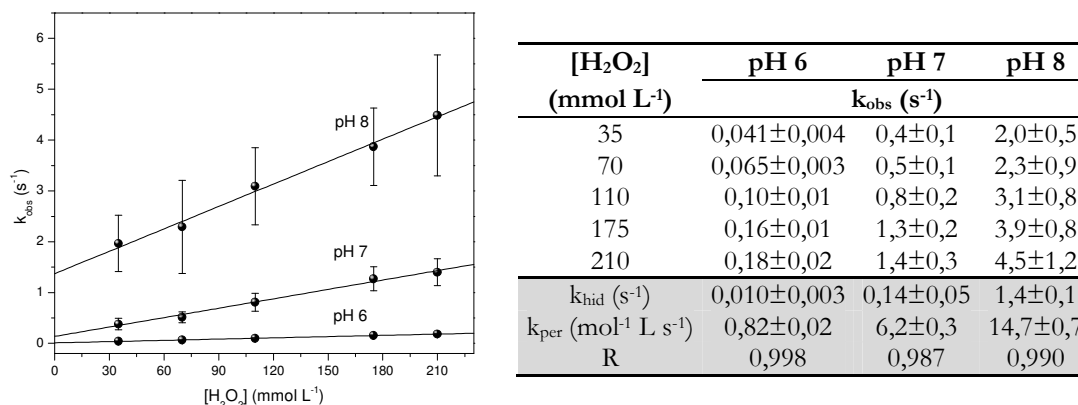 6
5
4
3
2
1
0
k_obs (s⁻¹)
pH 8
pH 7
pH 6
0 30 60 90 120 150 180 210
[H₂O₂] (mmol L⁻¹)
[H₂O₂] pH 6 pH 7 pH 8
(mmol L⁻¹) k_obs (s⁻¹)
35 0,041±0,004 0,4±0,1 2,0±0,5
70 0,065±0,003 0,5±0,1 2,3±0,9
110 0,10±0,01 0,8±0,2 3,1±0,8
175 0,16±0,01 1,3±0,2 3,9±0,8
210 0,18±0,02 1,4±0,3 4,5±1,2
k_hid (s⁻¹) 0,010±0,003 0,14±0,05 1,4±0,1
k_per (mol⁻¹ L s⁻¹) 0,82±0,02 6,2±0,3 14,7±0,7
R 0,998 0,987 0,990